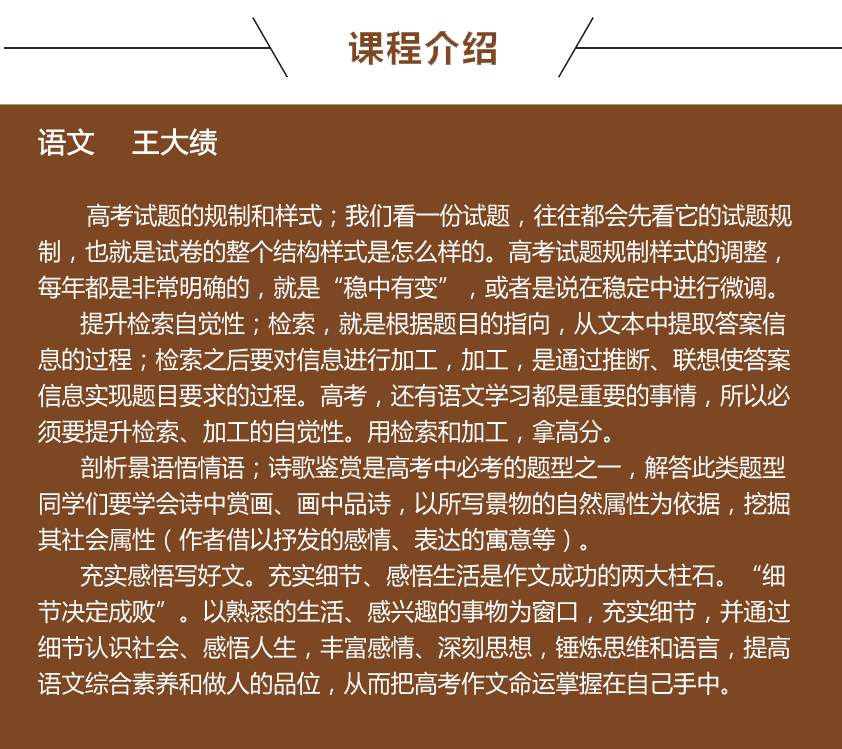 课程介绍
语文 王大绩
高考试题的规制和样式；我们看一份试题，往往都会先看它的试题规
制，也就是试卷的整个结构样式是怎么样的。高考试题规制样式的调整，
每年都是非常明确的，就是“稳中有变”，或者是说在稳定中进行微调。
提升检索自觉性；检索，就是根据题目的指向，从文本中提取答案信
息的过程；检索之后要对信息进行加工，加工，是通过推断、联想使答案
信息实现题目要求的过程。高考，还有语文学习都是重要的事情，所以必
须要提升检索、加工的自觉性。用检索和加工，拿高分。
剖析景语悟情语；诗歌鉴赏是高考中必考的题型之一，解答此类题型
同学们要学会诗中赏画、画中品诗，以所写景物的自然属性为依据，挖掘
其社会属性（作者借以抒发的感情、表达的寓意等）。
充实感悟写好文。充实细节、感悟生活是作文成功的两大柱石。“细
节决定成败”。以熟悉的生活、感兴趣的事物为窗口，充实细节，并通过
细节认识社会、感悟人生，丰富感情、深刻思想，锤炼思维和语言，提高
语文综合素养和做人的品位，从而把高考作文命运掌握在自己手中。